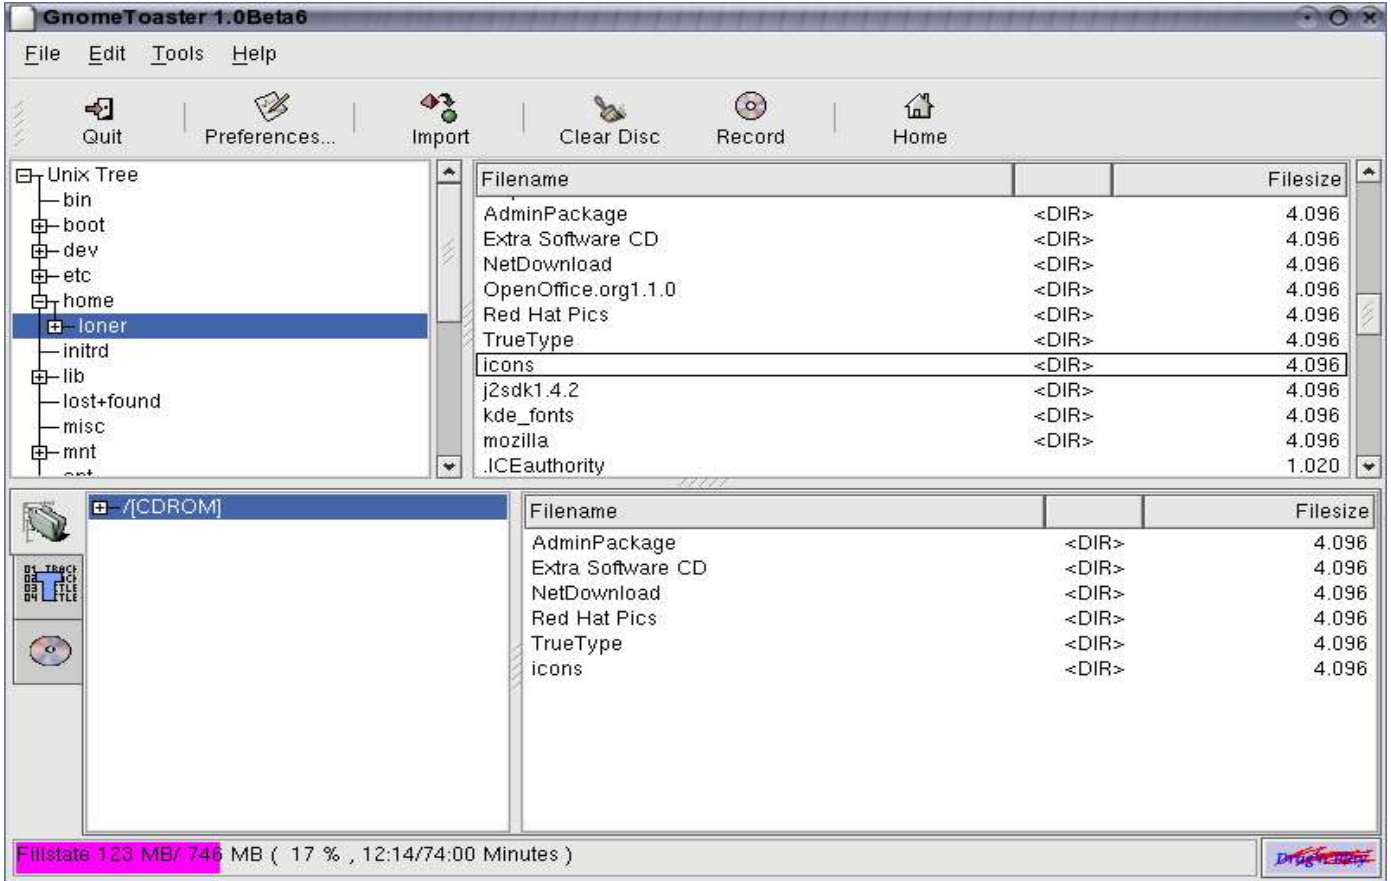 GnomeToaster 1.0Beta6
File Edit Tools Help
Quit Preferences... Import Clear Disc Record Home
Unix Tree
bin
boot
dev
etc
home
loner
initrd
lib
lost+found
misc
mnt
Filename Filesize
AdminPackage <DIR> 4.096
Extra Software CD <DIR> 4.096
NetDownload <DIR> 4.096
OpenOffice.org1.1.0 <DIR> 4.096
Red Hat Pics <DIR> 4.096
TrueType <DIR> 4.096
icons <DIR> 4.096
j2sdk1.4.2 <DIR> 4.096
kde_fonts <DIR> 4.096
mozilla <DIR> 4.096
.ICEauthority 1.020
/[CDROM]
Filename Filesize
AdminPackage <DIR> 4.096
Extra Software CD <DIR> 4.096
NetDownload <DIR> 4.096
Red Hat Pics <DIR> 4.096
TrueType <DIR> 4.096
icons <DIR> 4.096
Fillstate 123 MB/ 746 MB ( 17 % , 12:14/74:00 Minutes )